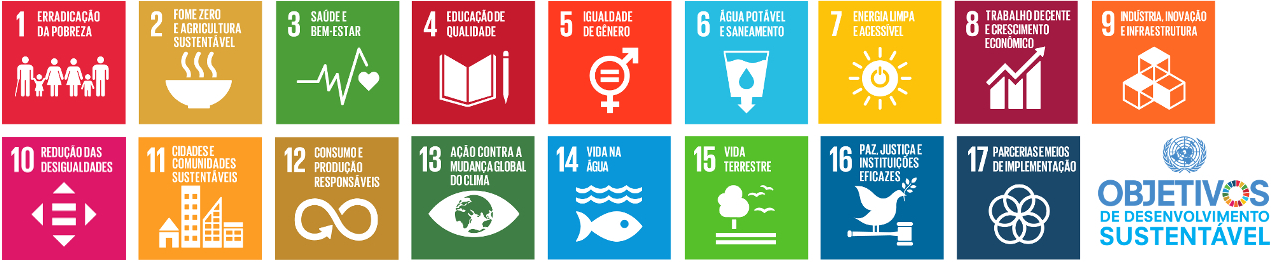 1 ERRADICAÇÃO
DA POBREZA
2 FOME ZERO
E AGRICULTURA
SUSTENTÁVEL
3 SAÚDE E
BEM-ESTAR
4 EDUCAÇÃO DE
QUALIDADE
5 IGUALDADE
DE GÊNERO
6 ÁGUA POTÁVEL
E SANEAMENTO
7 ENERGIA LIMPA
E ACESSÍVEL
8 TRABALHO DECENTE
E CRESCIMENTO
ECONÔMICO
9 INDÚSTRIA, INOVAÇÃO
E INFRAESTRUTURA
10 REDUÇÃO DAS
DESIGUALDADES
11 CIDADES E
COMUNIDADES
SUSTENTÁVEIS
12 CONSUMO E
PRODUÇÃO
RESPONSÁVEIS
13 AÇÃO CONTRA A
MUDANÇA GLOBAL
DO CLIMA
14 VIDA NA
ÁGUA
15 VIDA
TERRESTRE
16 PAZ, JUSTIÇA E
INSTITUIÇÕES
EFICAZES
17 PARCERIAS E MEIOS
DE IMPLEMENTAÇÃO
OBJETIVOS
DE DESENVOLVIMENTO
SUSTENTÁVEL